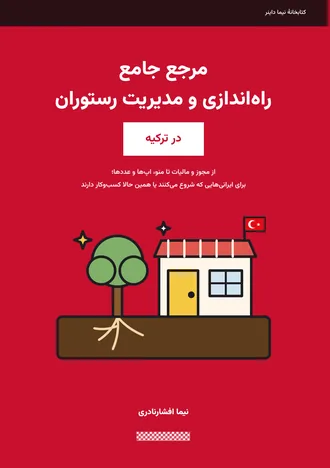 کتابخانهٔ نیما داینر
مرجع جامع
راه‌اندازی و مدیریت رستوران
در ترکیه
از مجوز و مالیات تا منو، اپ‌ها و عددها؛
برای ایرانی‌هایی که شروع می‌کنند یا همین حالا کسب‌وکار دارند
نیما افشارنادری